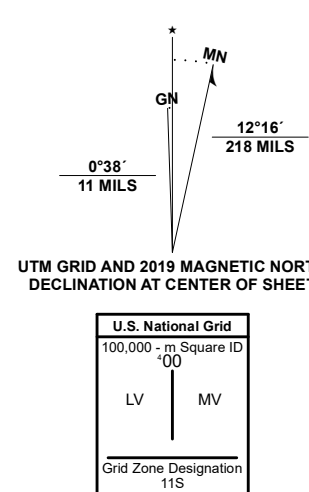 ★
MN
GN
12°16´
218 MILS
0°38´
11 MILS
UTM GRID AND 2019 MAGNETIC NORT
DECLINATION AT CENTER OF SHEET
U.S. National Grid
100,000 - m Square ID
⁴00
LV MV
Grid Zone Designation
11S